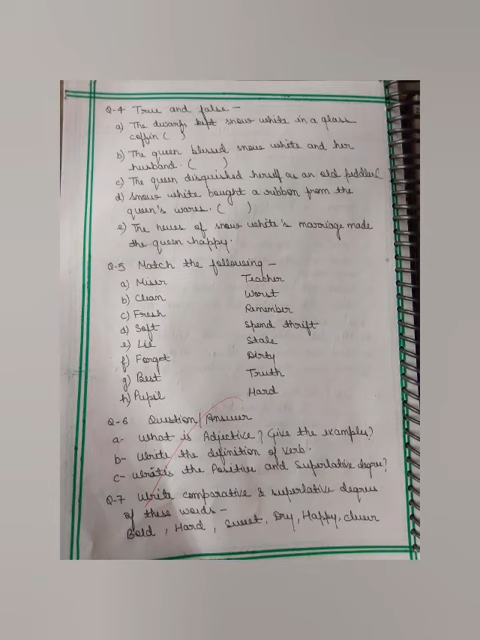 Q-4 True and false -
a) The dwarfs kept snow white in a glass
coffin ( )
b) The queen blessed snow white and her
husband. ( )
c) The queen disguished herself as an old piddler (
d) Snow white bought a ribbon from the
queen's wares. ( )
e) The news of snow white's marriage made
the queen happy.
Q-5 Match the following -
a) Miser Teacher
b) Clean Worst
c) Fresh Remember
d) Soft Spend thrift
e) Lie Stale
f) Forget Dirty
g) Best Truth
h) Pupil Hard
Q-6 Question/Answer
a- What is Adjective? Give the examples?
b- Write the definition of Verb.
c- What is the Positive and Superlative degree?
Q-7 Write comparative & superlative degrees
of these words -
Bold, Hard, Sweet, Dry, Happy, clever